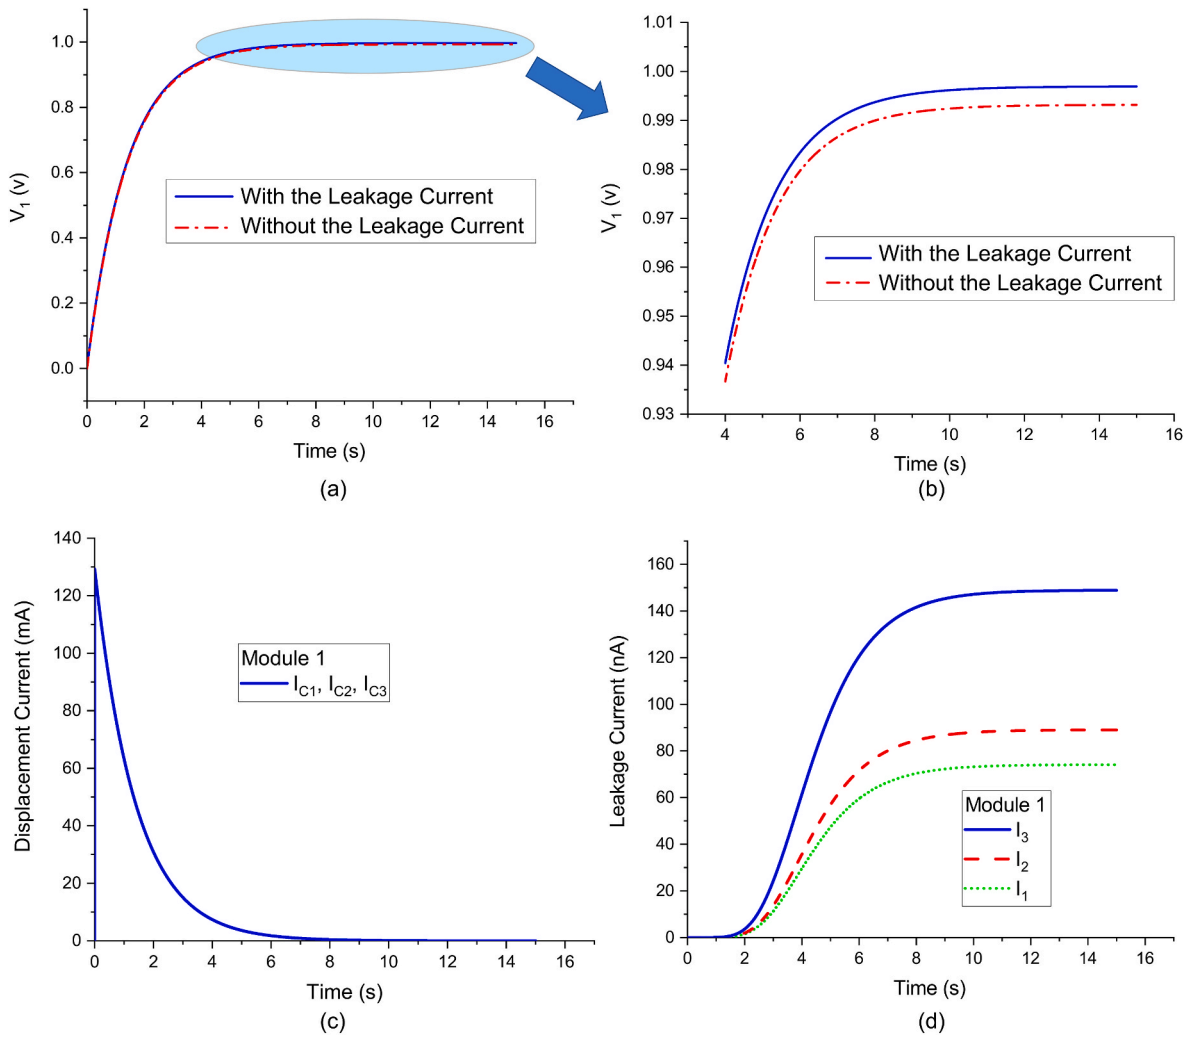 (a)
V1 (v)
1.0
0.8
0.6
0.4
0.2
0.0
With the Leakage Current
Without the Leakage Current
0 2 4 6 8 10 12 14 16
Time (s)
(a)
1.01
1.00
0.99
0.98
0.97
0.96
0.95
0.94
0.93
V1 (v)
With the Leakage Current
Without the Leakage Current
4 6 8 10 12 14 16
Time (s)
(b)
140
120
100
80
60
40
20
0
Displacement Current (mA)
Module 1
IC1, IC2, IC3
0 2 4 6 8 10 12 14 16
Time (s)
(c)
160
140
120
100
80
60
40
20
0
Leakage Current (nA)
Module 1
I3
I2
I1
0 2 4 6 8 10 12 14 16
Time (s)
(d)